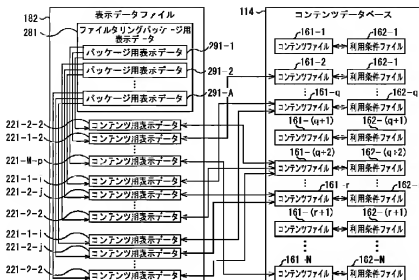 182
表示データファイル
281
ファイルタリングパッケージ用
表示データ
パッケージ用表示データ
291-1
パッケージ用表示データ
291-2
パッケージ用表示データ
291-A
221-2-2
コンテンツ用表示データ
221-1-2
コンテンツ用表示データ
221-M-p
コンテンツ用表示データ
221-1-i
コンテンツ用表示データ
221-2-j
コンテンツ用表示データ
221-2-2
コンテンツ用表示データ
221-1-i
コンテンツ用表示データ
221-2-j
コンテンツ用表示データ
221-2-2
コンテンツ用表示データ
114
コンテンツデータベース
161-1
162-1
コンテンツファイル
利用条件ファイル
161-2
162-2
コンテンツファイル
利用条件ファイル
161-q
162-q
コンテンツファイル
利用条件ファイル
161-(q+1)
162-(q+1)
コンテンツファイル
利用条件ファイル
161-(q+2)
162-(q+2)
コンテンツファイル
利用条件ファイル
161-r
コンテンツファイル
利用条件ファイル
161-(r+1)
162-(r+1)
コンテンツファイル
利用条件ファイル
161-N
162-N
コンテンツファイル
利用条件ファイル